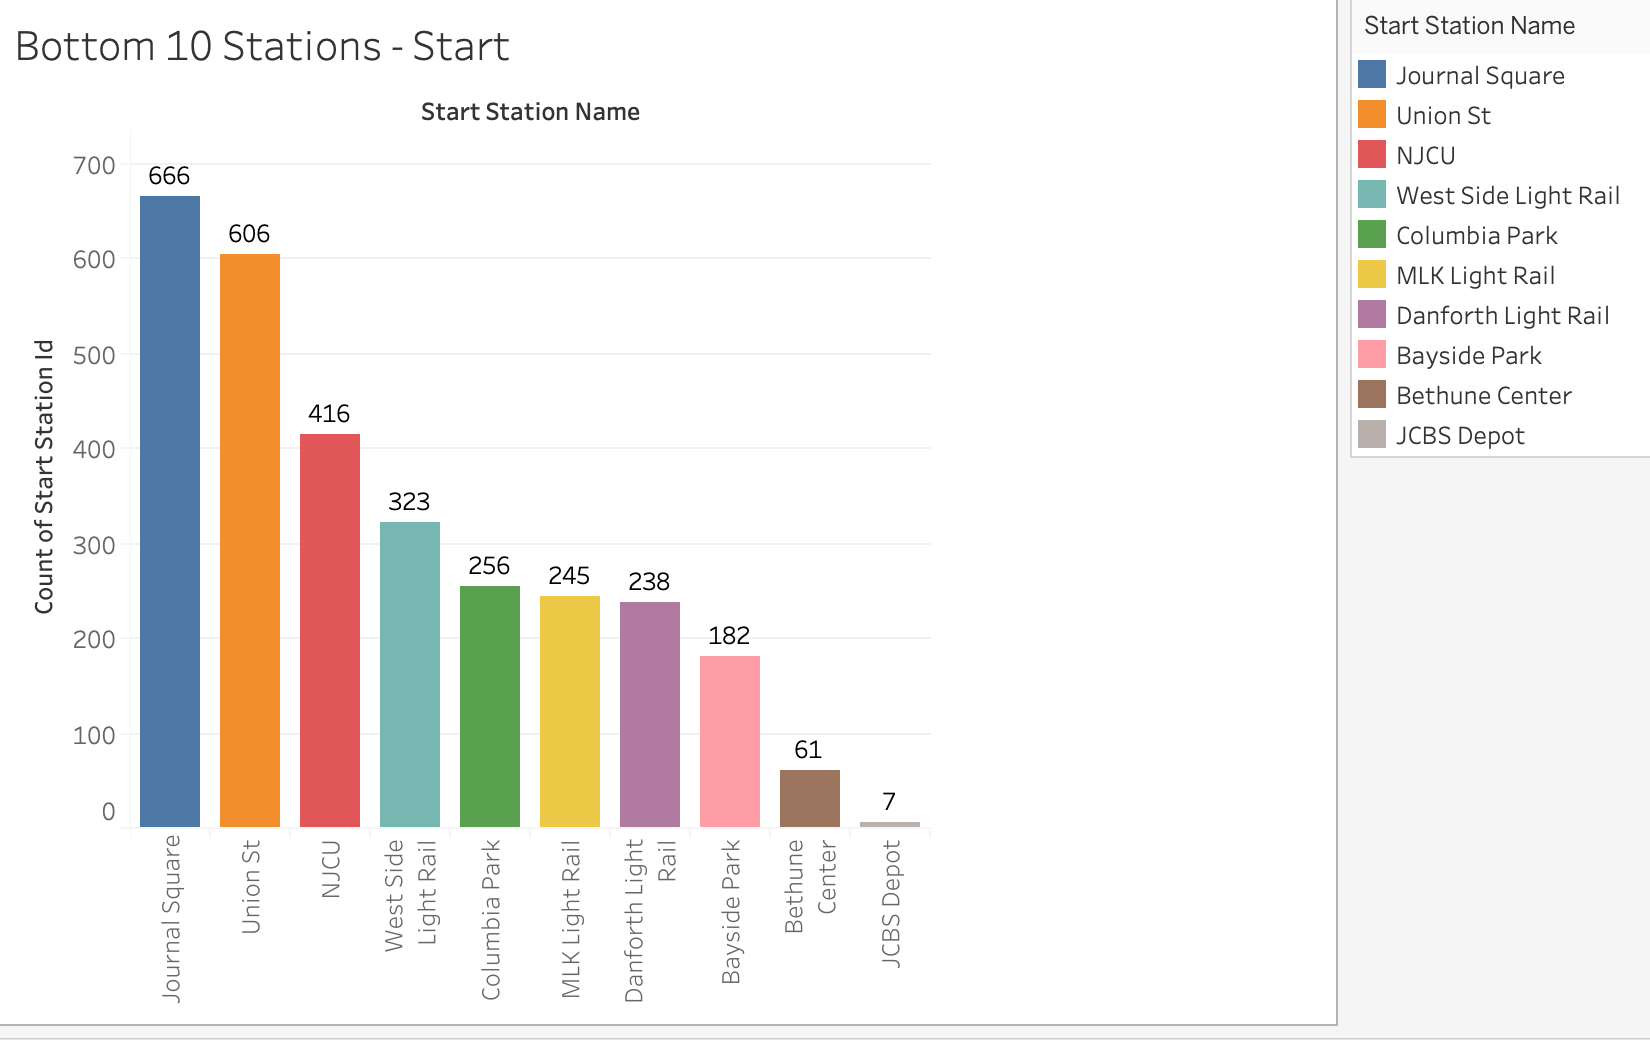 Bottom 10 Stations - Start
Start Station Name
Count of Start Station Id
700
600
500
400
300
200
100
0
666
606
416
323
256
245
238
182
61
7
Journal Square
Union St
NJCU
West Side
Light Rail
Columbia Park
MLK Light Rail
Danforth Light
Rail
Bayside Park
Bethune
Center
JCBS Depot
Start Station Name
Journal Square
Union St
NJCU
West Side Light Rail
Columbia Park
MLK Light Rail
Danforth Light Rail
Bayside Park
Bethune Center
JCBS Depot